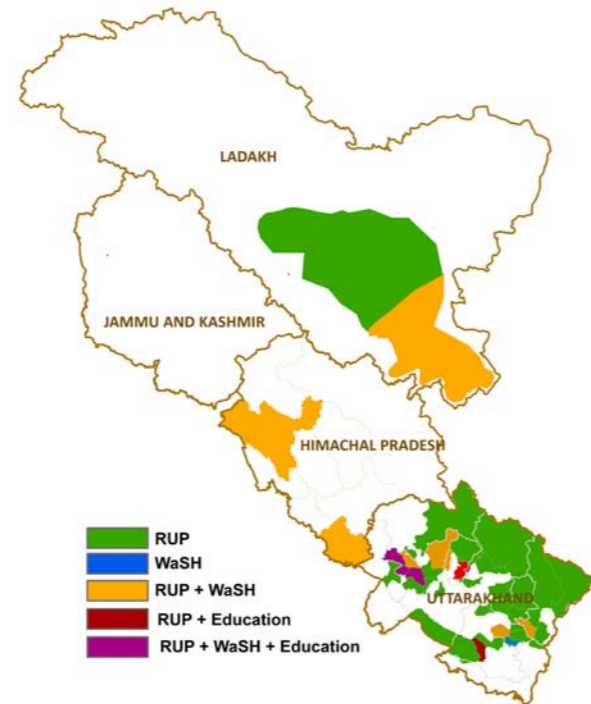 LADAKH
JAMMU AND KASHMIR
HIMACHAL PRADESH
UTTARAKHAND
RUP
WaSH
RUP + WaSH
RUP + Education
RUP + WaSH + Education